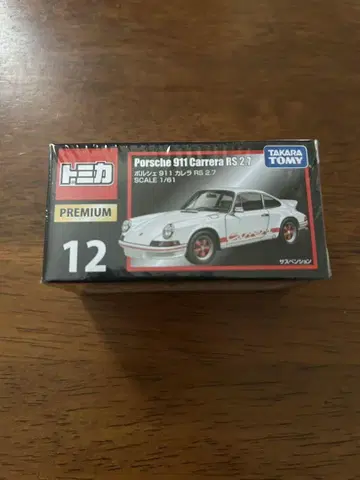 トミカ
PREMIUM
12
Porsche 911 Carrera RS 2.7
ポルシェ 911 カレラ RS 2.7
SCALE 1/61
TAKARA
TOMY
Carrera
サスペンション